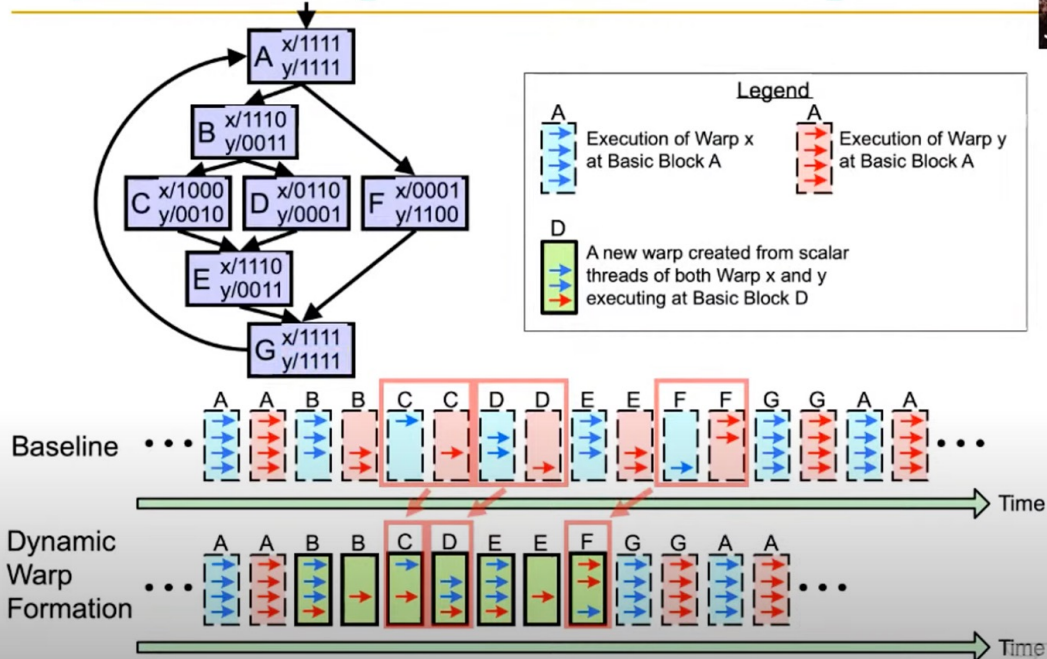 A x/1111
y/1111
B x/1110
y/0011
C x/1000
y/0010
D x/0110
y/0001
F x/0001
y/1100
E x/1110
y/0011
G x/1111
y/1111
Legend
A
Execution of Warp x
at Basic Block A
A
Execution of Warp y
at Basic Block A
D
A new warp created from scalar
threads of both Warp x and y
executing at Basic Block D
A A B B C C D D E E F F G G A A
Baseline
Time
Dynamic
Warp
Formation
A A B B C D E E F G G A A
Time